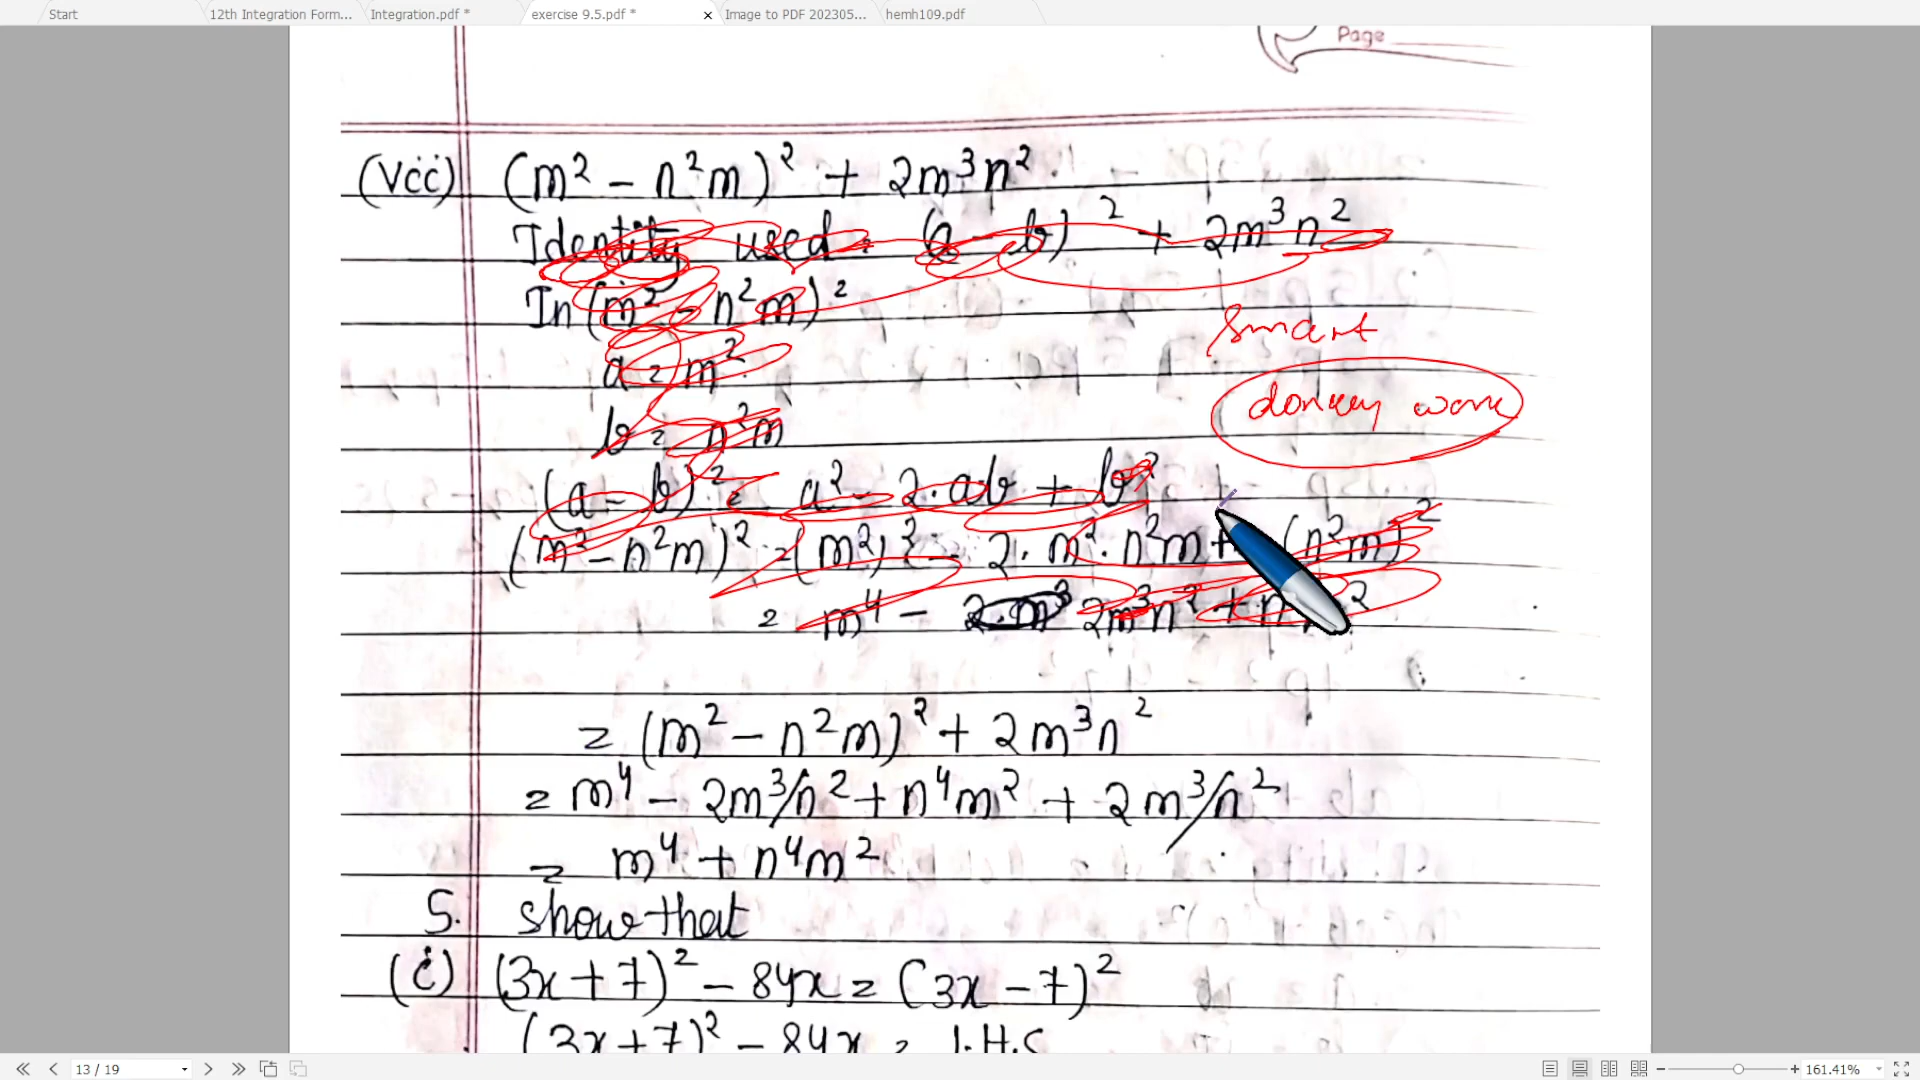 Start 12th Integration Form... Integration.pdf * exercise 9.5.pdf * × Image to PDF 202305... hemh109.pdf
Page
(vii) (m² - n²m)² + 2m³n²
Identity used = (a - b)² + 2m³n²
In (m² - n²m)²
smart
a = m²
donkey work
b = n²m
(a - b)² = a² - 2·ab + b²
(m² - n²m)² = (m²)² - 2·m²·n²m + (n²m)²
= m⁴ - 2m³n² +
= (m² - n²m)² + 2m³n²
= m⁴ - 2m³n² + n⁴m² + 2m³n²
= m⁴ + n⁴m²
5. show that
(i) (3x + 7)² - 84x = (3x - 7)²
(3x + 7)² - 84x = L.H.S
13 / 19 161.41%